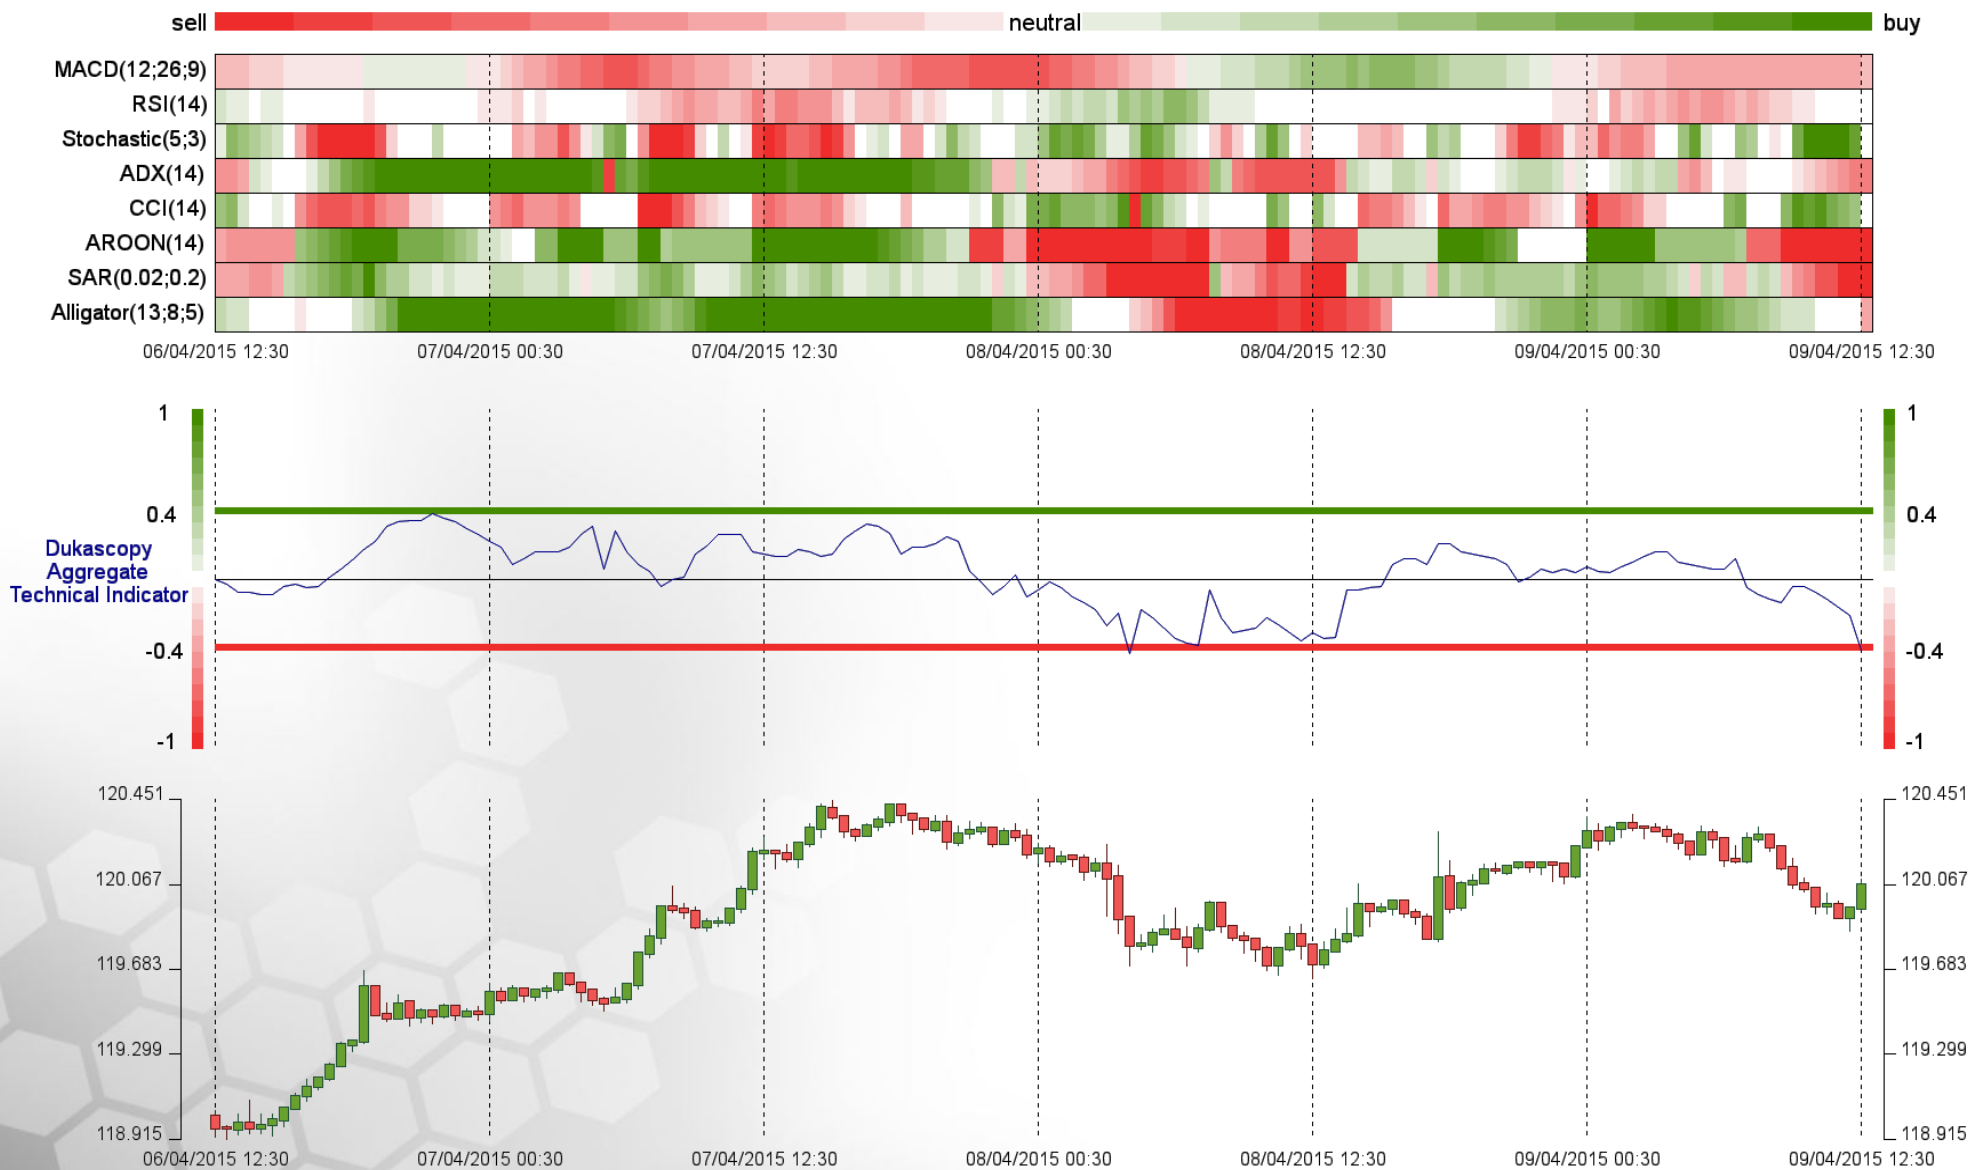 sell neutral buy
MACD(12;26;9)
RSI(14)
Stochastic(5;3)
ADX(14)
CCI(14)
AROON(14)
SAR(0.02;0.2)
Alligator(13;8;5)
06/04/2015 12:30 07/04/2015 00:30 07/04/2015 12:30 08/04/2015 00:30 08/04/2015 12:30 09/04/2015 00:30 09/04/2015 12:30
1 1
0.4 0.4
Dukascopy
Aggregate
Technical Indicator
-0.4 -0.4
-1 -1
120.451 120.451
120.067 120.067
119.683 119.683
119.299 119.299
118.915 118.915
06/04/2015 12:30 07/04/2015 00:30 07/04/2015 12:30 08/04/2015 00:30 08/04/2015 12:30 09/04/2015 00:30 09/04/2015 12:30